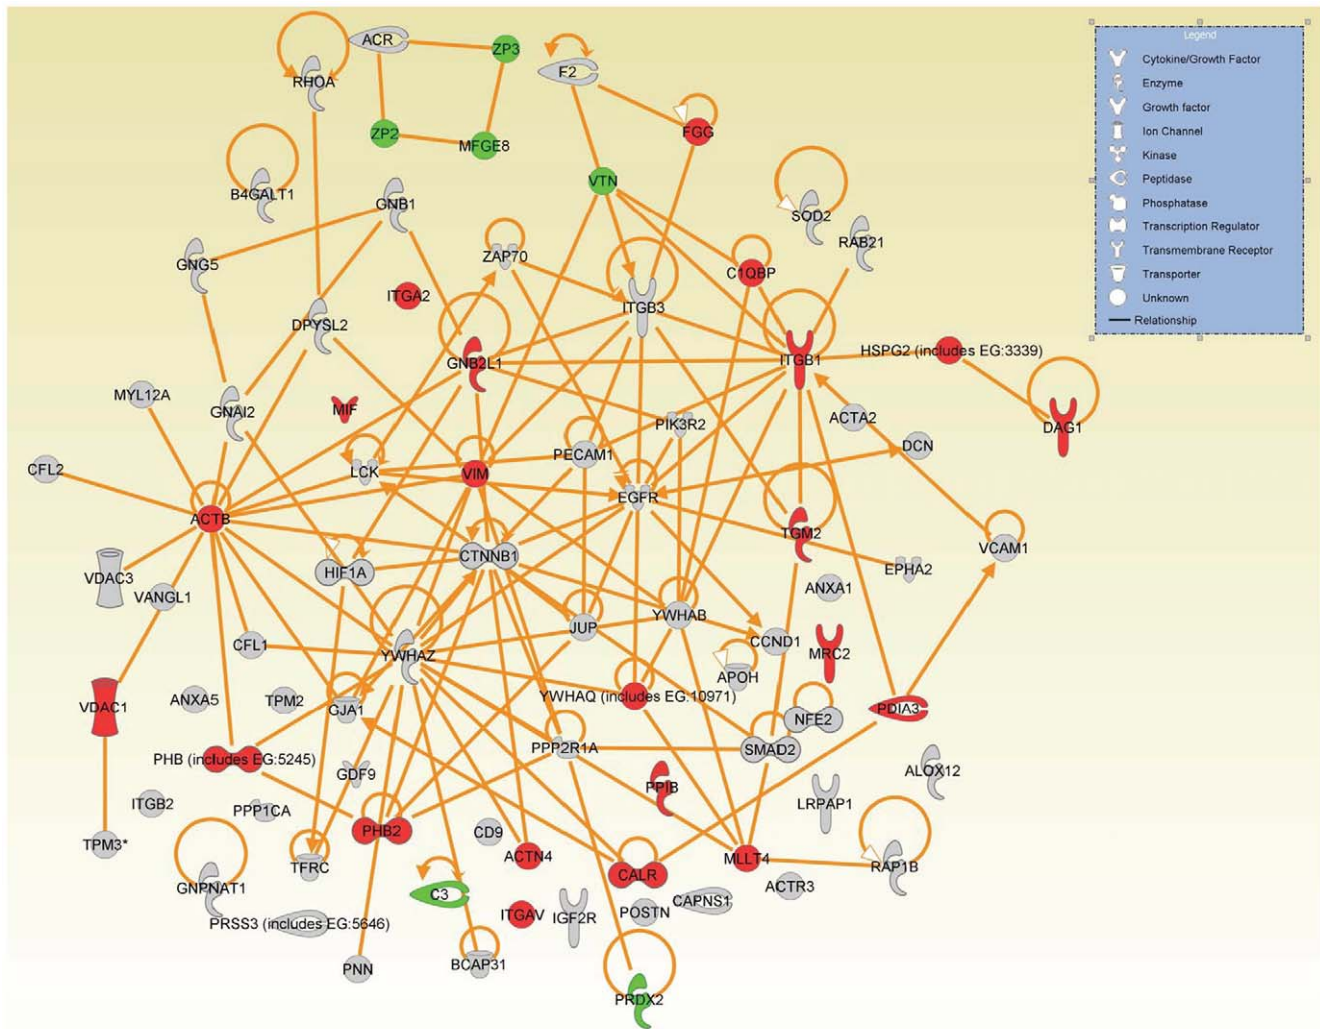 Legend
Cytokine/Growth Factor
Enzyme
Growth factor
Ion Channel
Kinase
Peptidase
Phosphatase
Transcription Regulator
Transmembrane Receptor
Transporter
Unknown
Relationship
ACR
ZP3
F2
RHOA
FGG
ZP2
MFGE8
VTN
B4GALT1
GNB1
SOD2
RAB21
ZAP70
GNG5
C1QBP
ITGA2
ITGB3
DPYSL2
HSPG2 (includes EG:3339)
ITGB1
GNB2L1
MYL12A
MIF
GNAI2
ACTA2
PIK3R2
DAG1
DCN
PECAM1
CFL2
LCK
VIM
EGFR
ACTB
TGM2
VCAM1
CTNNB1
EPHA2
HIF1A
VDAC3
ANXA1
VANGL1
YWHAB
JUP
CCND1
CFL1
YWHAZ
MRC2
APOH
YWHAQ (includes EG:10971)
ANXA5
TPM2
VDAC1
GJA1
PDIA3
NFE2
PPP2R1A
SMAD2
PHB (includes EG:5245)
ALOX12
GDF9
PPIB
ITGB2
PPP1CA
LRPAP1
PHB2
CD9
TPM3*
ACTN4
MLLT4
TFRC
RAP1B
CALR
GNPNAT1
ACTR3
C3
CAPNS1
ITGAV
POSTN
IGF2R
PRSS3 (includes EG:5646)
BCAP31
PNN
PRDX2